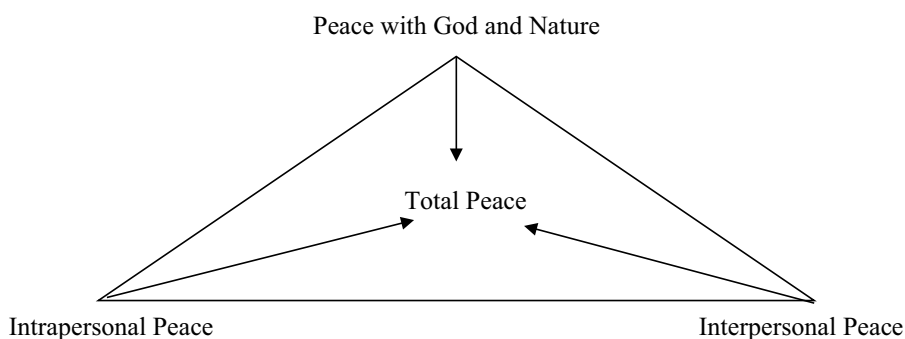 Peace with God and Nature
Total Peace
Intrapersonal Peace
Interpersonal Peace